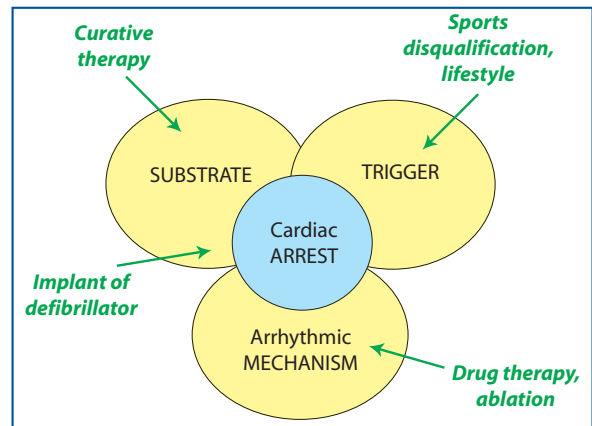 Curative
therapy
Sports
disqualification,
lifestyle
SUBSTRATE
TRIGGER
Cardiac
ARREST
Implant of
defibrillator
Arrhythmic
MECHANISM
Drug therapy,
ablation